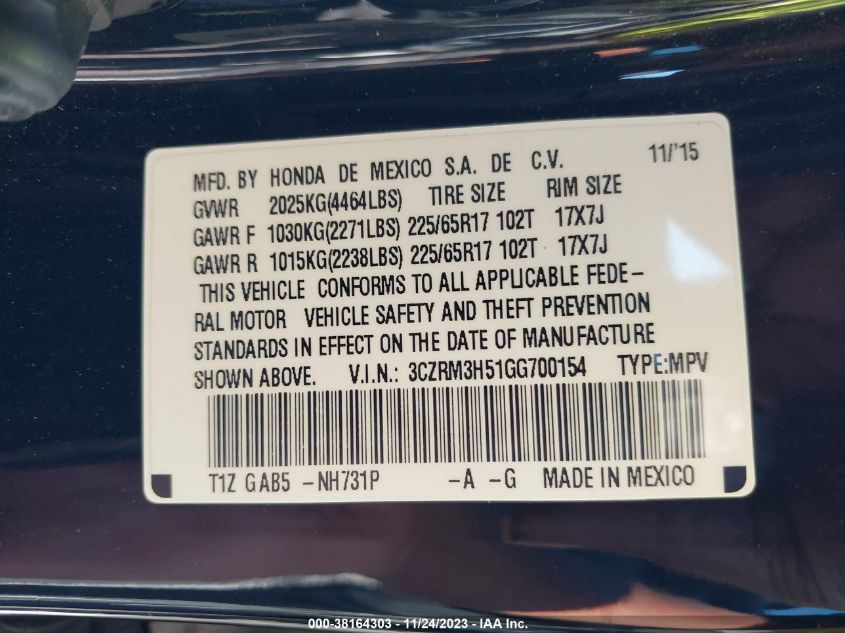 MFD. BY HONDA DE MEXICO S.A. DE C.V. 11/'15
GVWR 2025KG(4464LBS) TIRE SIZE RIM SIZE
GAWR F 1030KG(2271LBS) 225/65R17 102T 17X7J
GAWR R 1015KG(2238LBS) 225/65R17 102T 17X7J
THIS VEHICLE CONFORMS TO ALL APPLICABLE FEDE-
RAL MOTOR VEHICLE SAFETY AND THEFT PREVENTION
STANDARDS IN EFFECT ON THE DATE OF MANUFACTURE
SHOWN ABOVE. V.I.N.: 3CZRM3H51GG700154 TYPE:MPV
T1Z GAB5 -NH731P -A -G MADE IN MEXICO
000-38164303 - 11/24/2023 - IAA Inc.